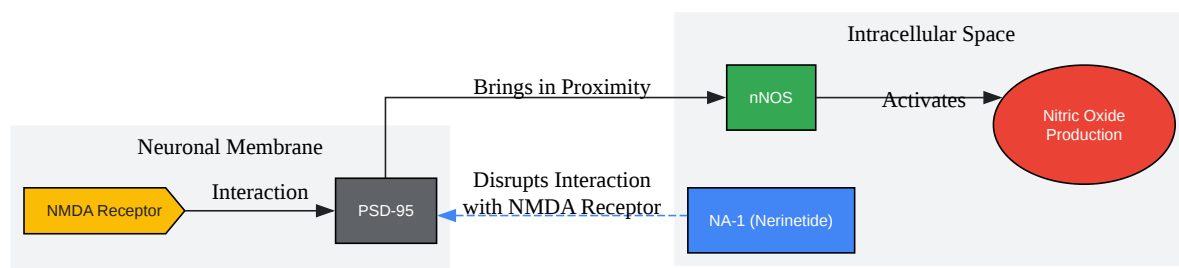 Intracellular Space
Brings in Proximity
nNOS
Activates
Nitric Oxide
Production
Neuronal Membrane
NMDA Receptor
Interaction
PSD-95
Disrupts Interaction
with NMDA Receptor
NA-1 (Nerinetide)